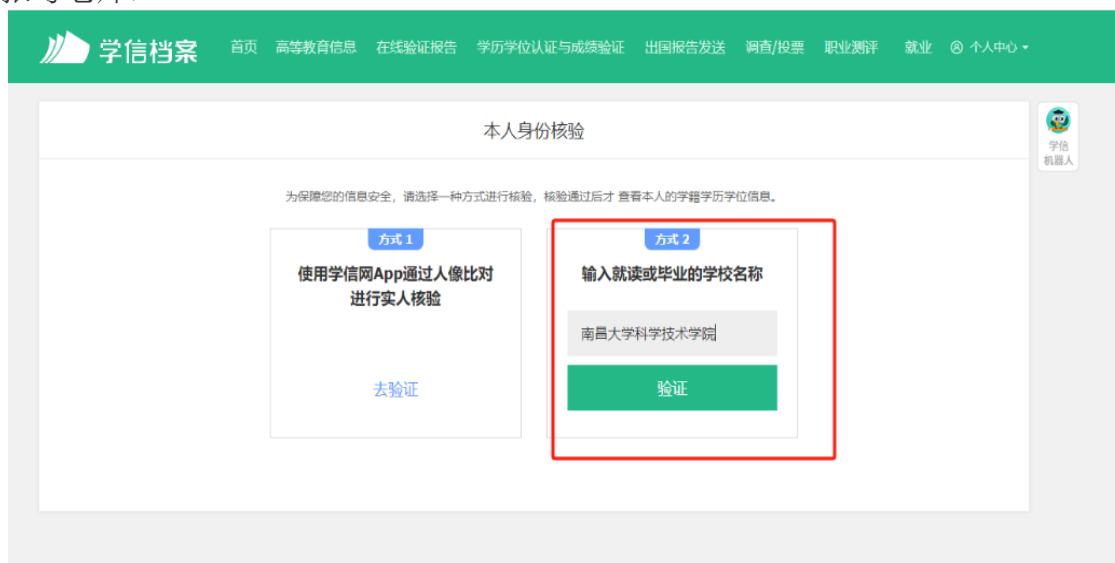 学信档案
首页 高等教育信息 在线验证报告 学历学位认证与成绩验证 出国报告发送 调查/投票 职业测评 就业 个人中心
本人身份核验
学信
机器人
为保障您的信息安全，请选择一种方式进行核验，核验通过后才 查看本人的学籍学历学位信息。
方式 1
使用学信网App通过人像比对
进行实人核验
去验证
方式 2
输入就读或毕业的学校名称
南昌大学科学技术学院
验证